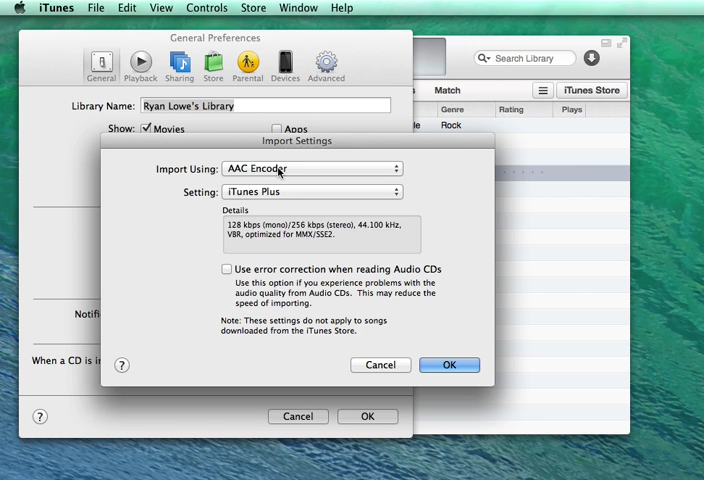 iTunes File Edit View Controls Store Window Help
General Preferences
General Playback Sharing Store Parental Devices Advanced
Search Library
Match
iTunes Store
Genre Rating Plays
Rock
Library Name: Ryan Lowe's Library
Show: Movies Apps
Import Settings
Import Using: AAC Encoder
Setting: iTunes Plus
Details
128 kbps (mono)/256 kbps (stereo), 44.100 kHz,
VBR, optimized for MMX/SSE2.
Use error correction when reading Audio CDs
Use this option if you experience problems with the
audio quality from Audio CDs. This may reduce the
speed of importing.
Note: These settings do not apply to songs
downloaded from the iTunes Store.
Notifi
When a CD is i
? Cancel OK
? Cancel OK